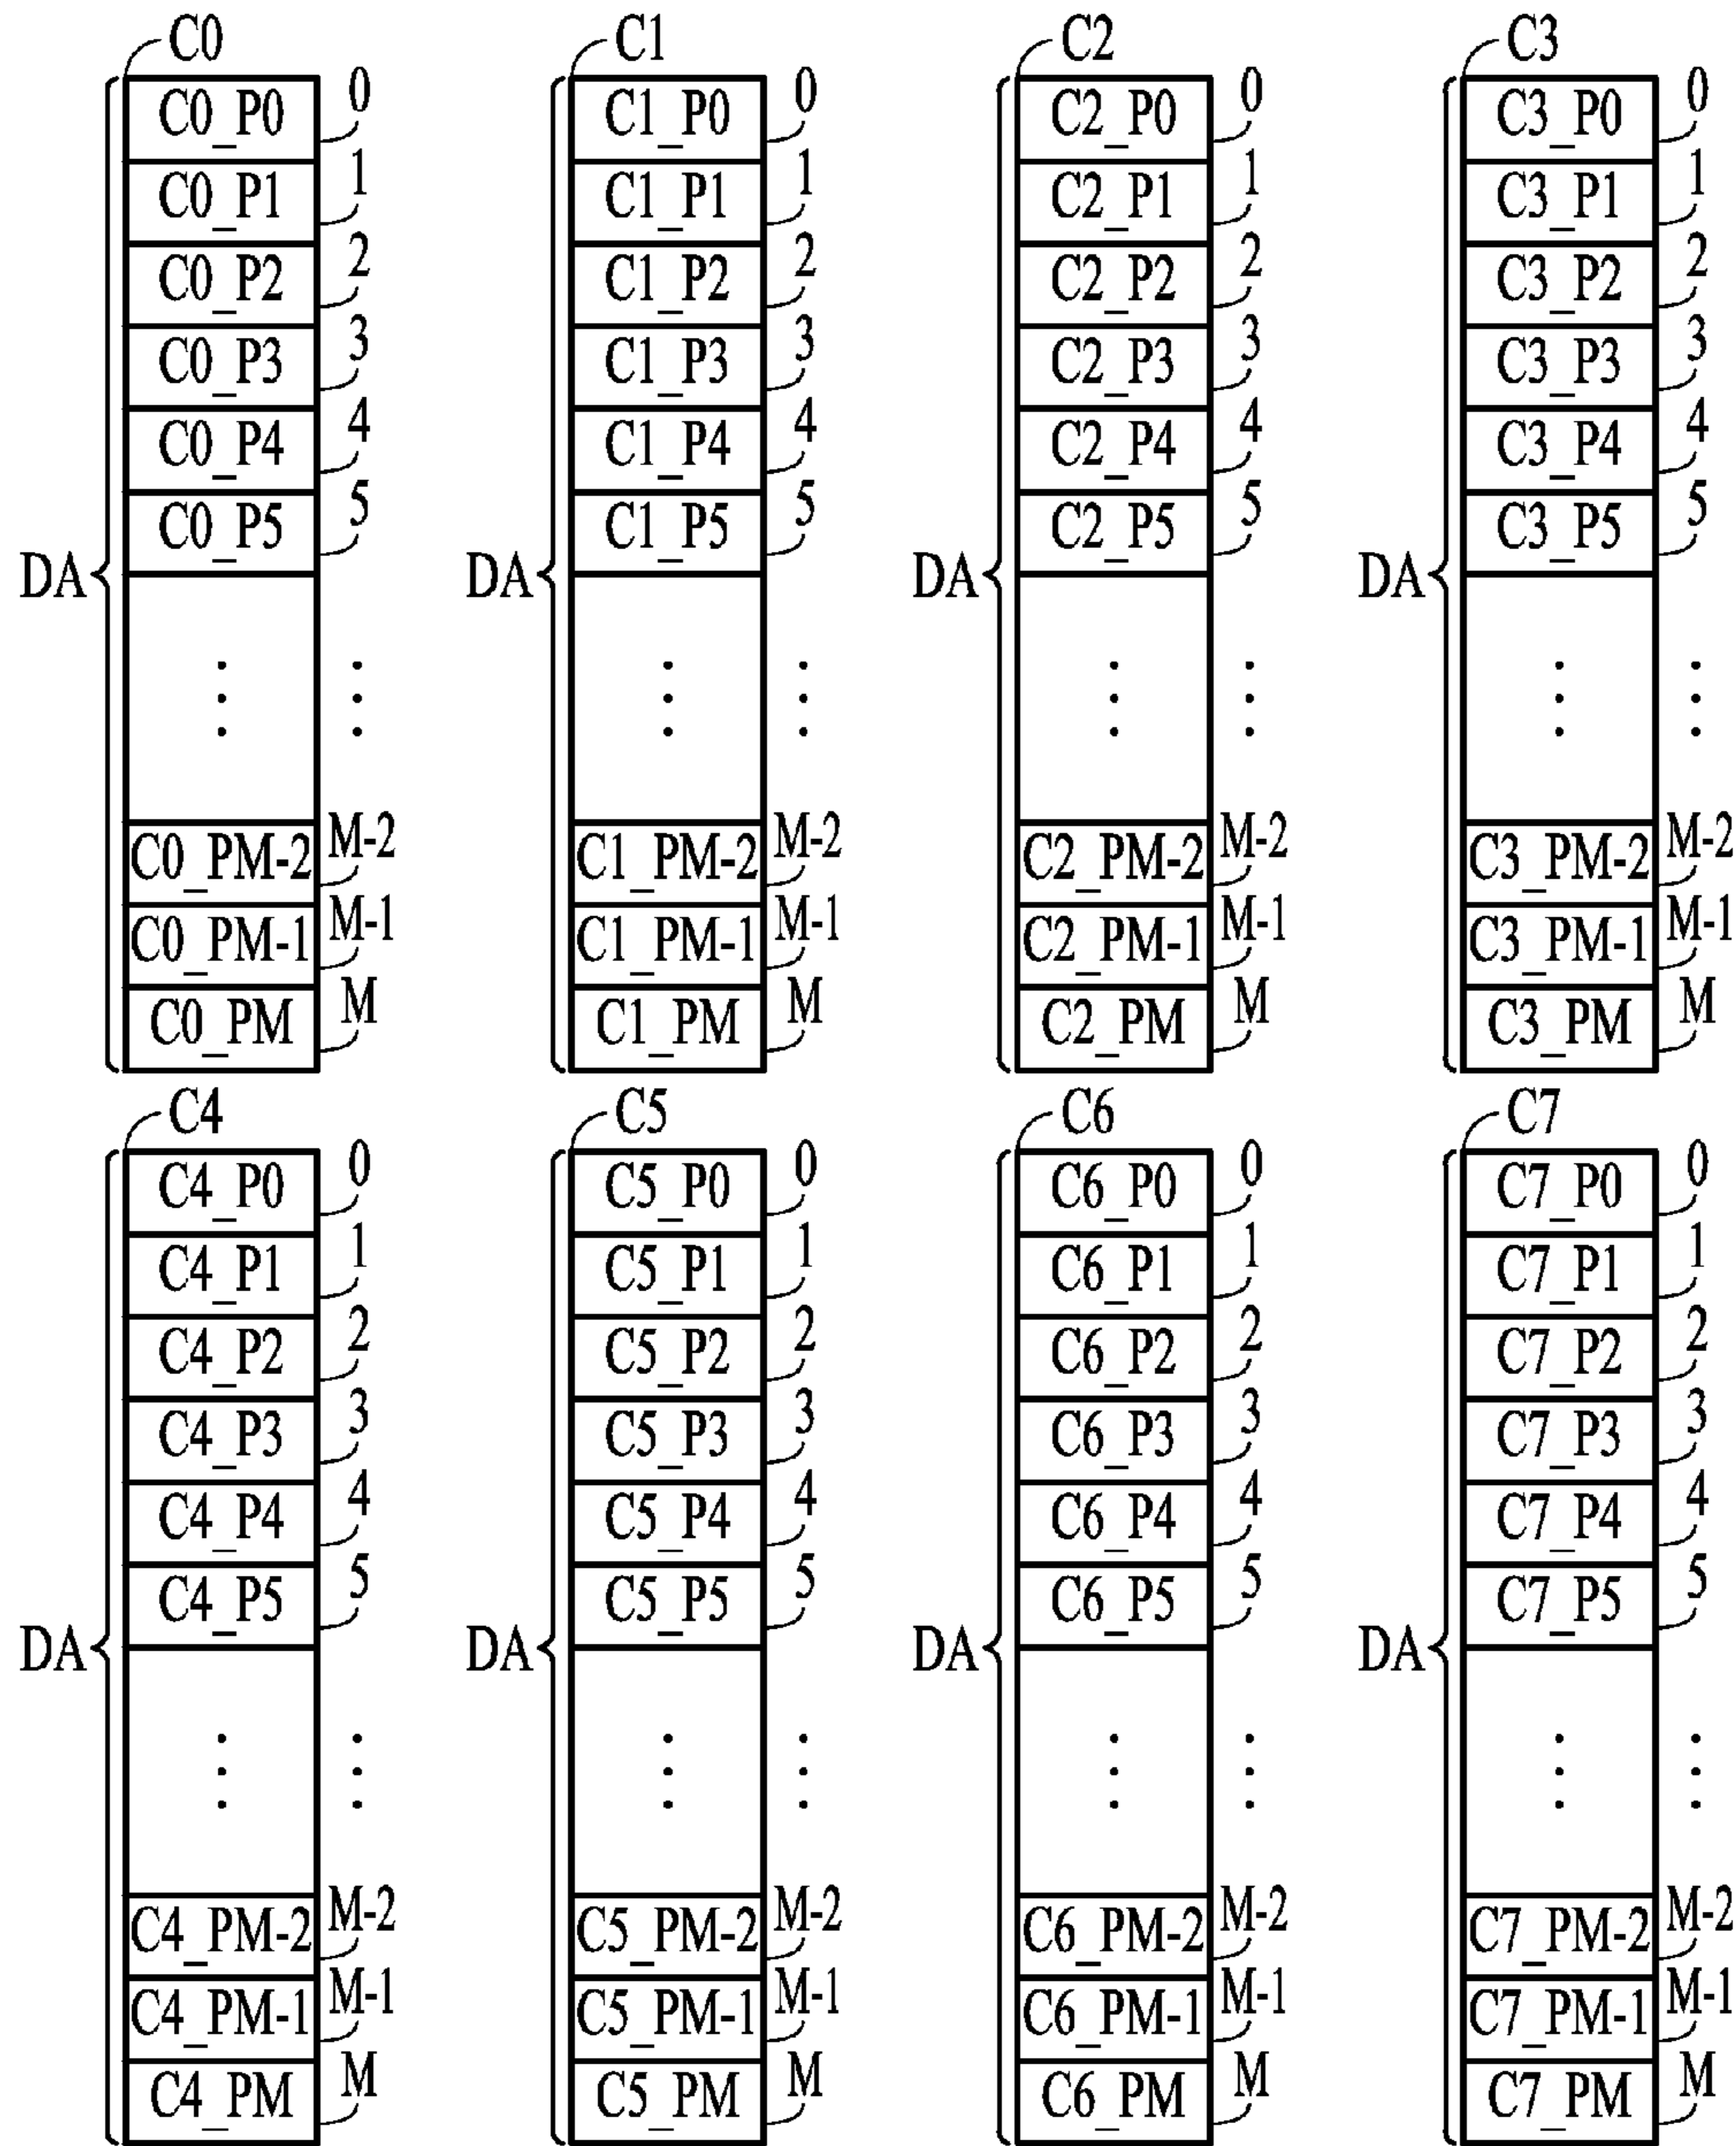 C0 C1 C2 C3
C0_P0 0 C1_P0 0 C2_P0 0 C3_P0 0
C0_P1 1 C1_P1 1 C2_P1 1 C3_P1 1
C0_P2 2 C1_P2 2 C2_P2 2 C3_P2 2
C0_P3 3 C1_P3 3 C2_P3 3 C3_P3 3
C0_P4 4 C1_P4 4 C2_P4 4 C3_P4 4
C0_P5 5 C1_P5 5 C2_P5 5 C3_P5 5
DA DA DA DA
C0_PM-2 M-2 C1_PM-2 M-2 C2_PM-2 M-2 C3_PM-2 M-2
C0_PM-1 M-1 C1_PM-1 M-1 C2_PM-1 M-1 C3_PM-1 M-1
C0_PM M C1_PM M C2_PM M C3_PM M
C4 C5 C6 C7
C4_P0 0 C5_P0 0 C6_P0 0 C7_P0 0
C4_P1 1 C5_P1 1 C6_P1 1 C7_P1 1
C4_P2 2 C5_P2 2 C6_P2 2 C7_P2 2
C4_P3 3 C5_P3 3 C6_P3 3 C7_P3 3
C4_P4 4 C5_P4 4 C6_P4 4 C7_P4 4
C4_P5 5 C5_P5 5 C6_P5 5 C7_P5 5
DA DA DA DA
C4_PM-2 M-2 C5_PM-2 M-2 C6_PM-2 M-2 C7_PM-2 M-2
C4_PM-1 M-1 C5_PM-1 M-1 C6_PM-1 M-1 C7_PM-1 M-1
C4_PM M C5_PM M C6_PM M C7_PM M